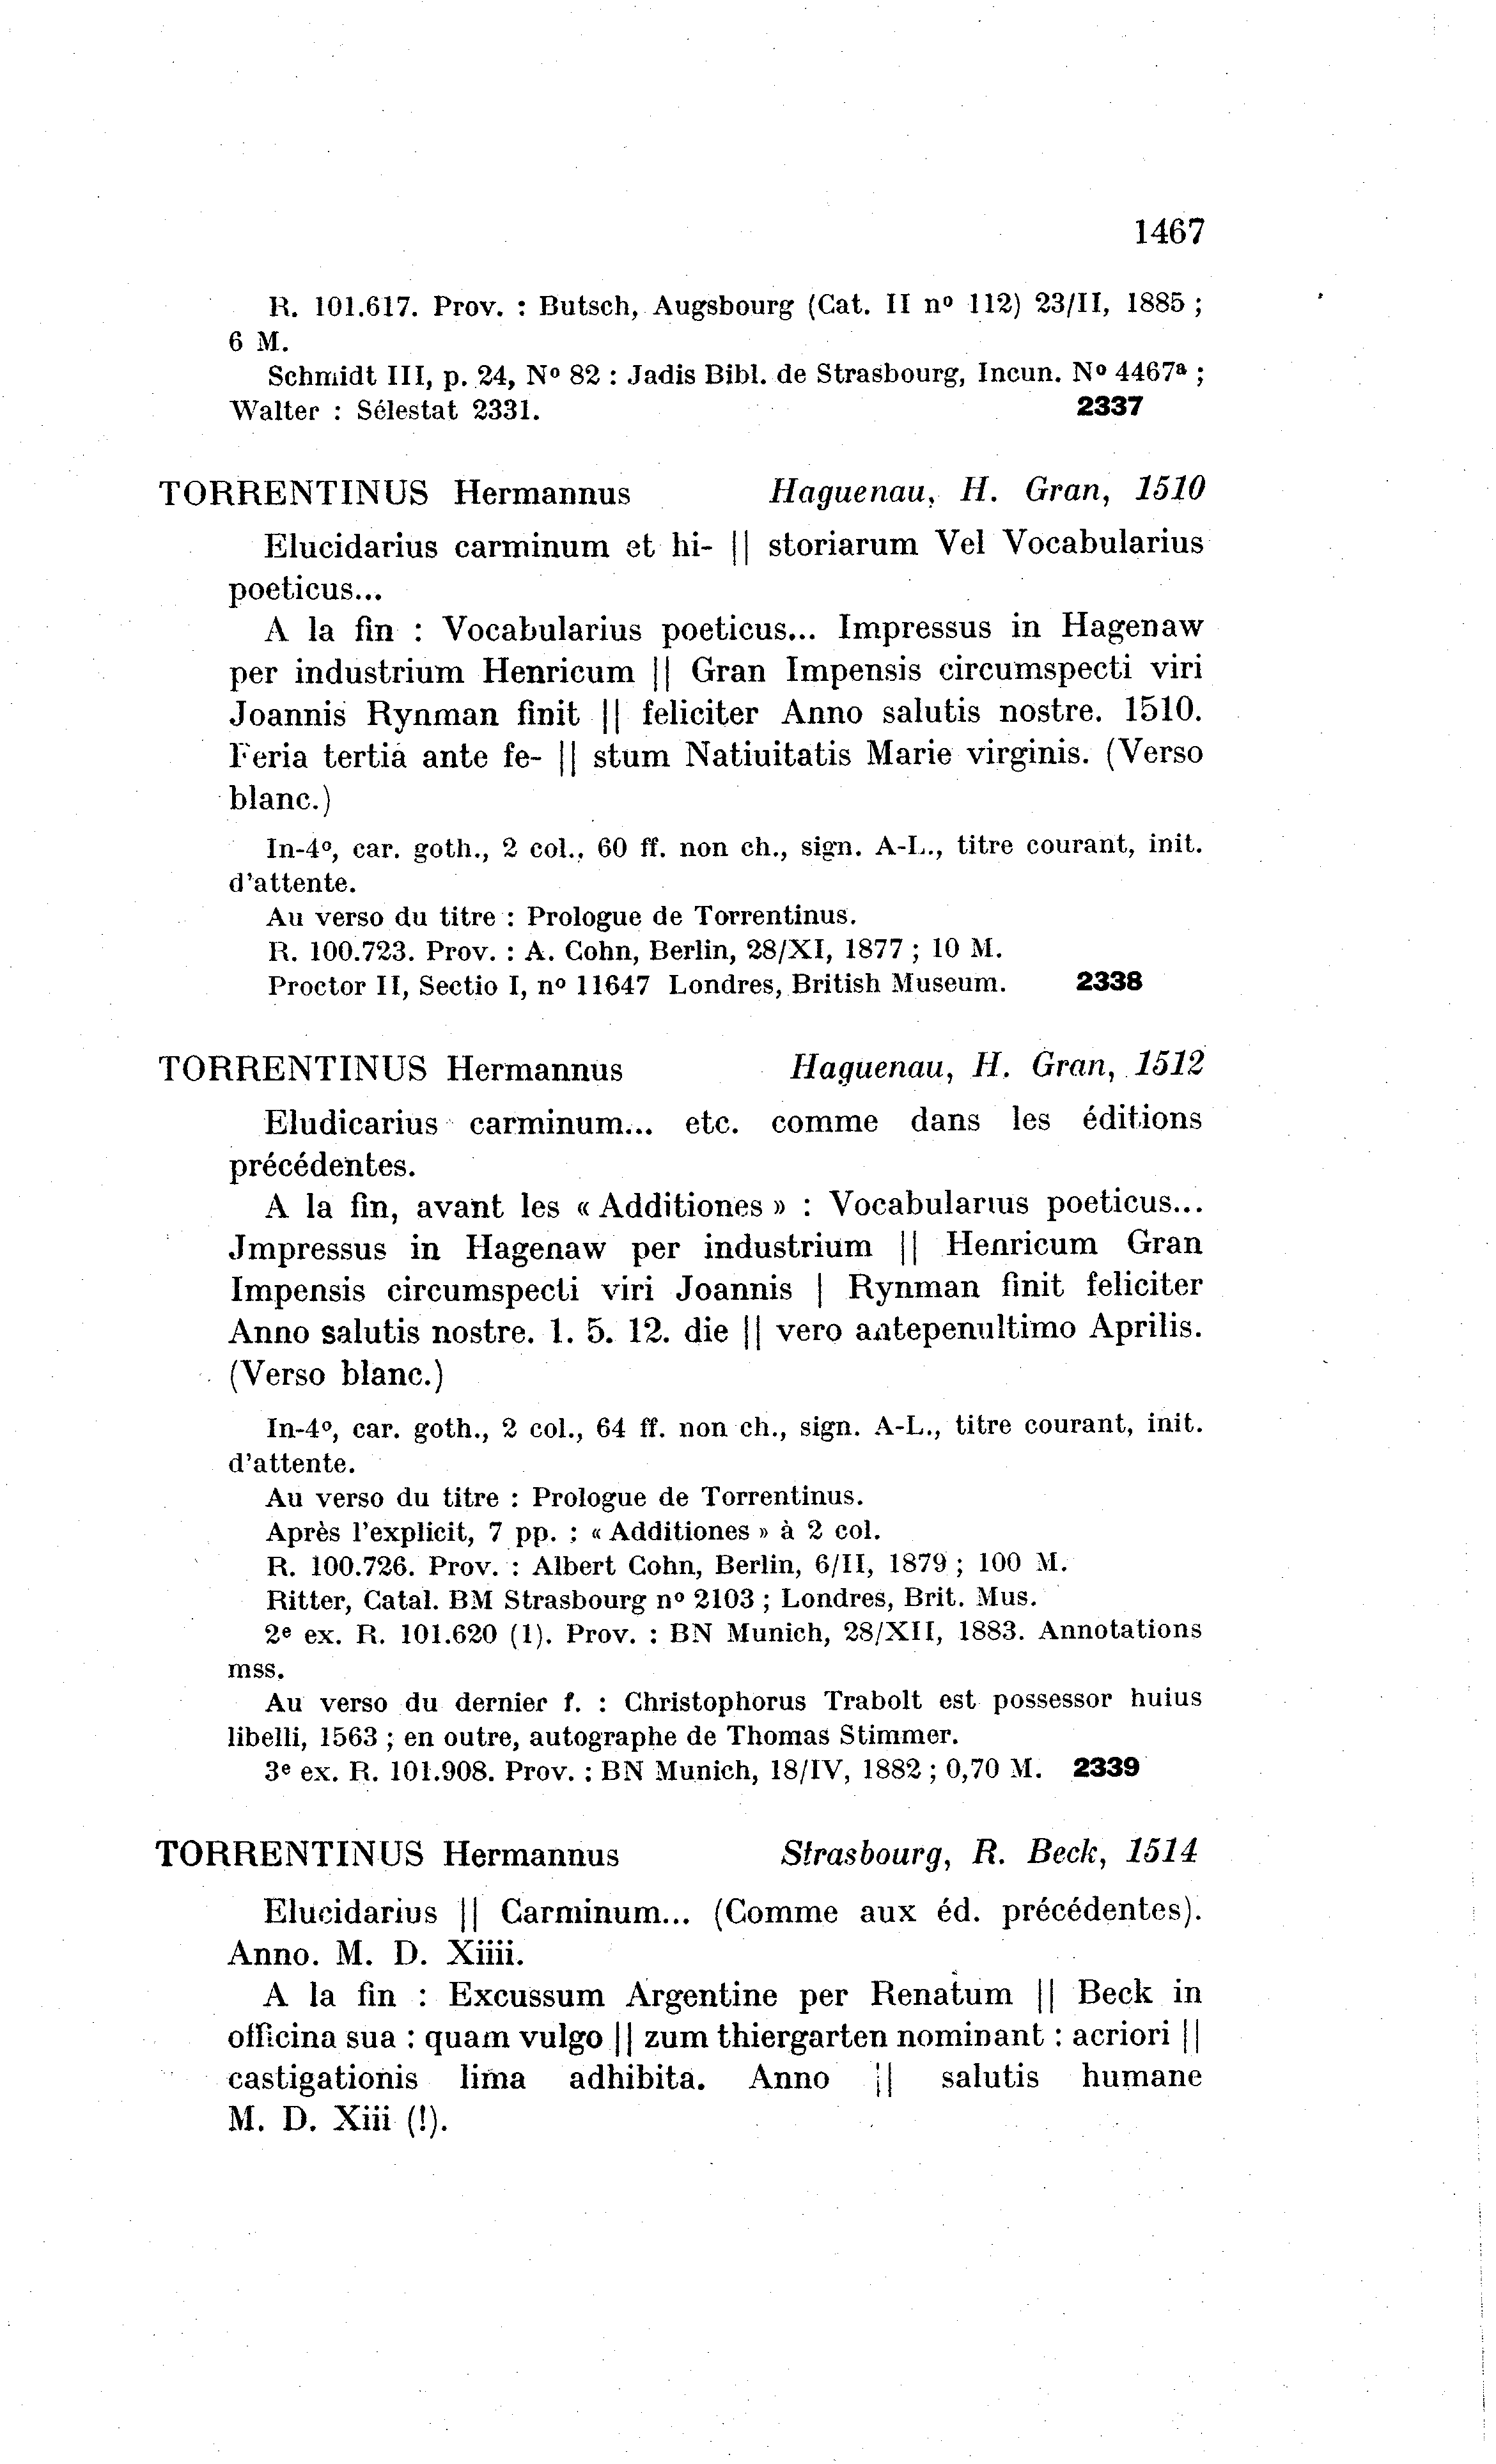 1467
R. 101.617. Prov. : Butsch, Augsbourg (Cat. II nº 112) 23/II, 1885 ;
6 M.
Schmidt III, p. 24, Nº 82 : Jadis Bibl. de Strasbourg, Incun. Nº 4467ª ;
Walter : Sélestat 2331. 2337
TORRENTINUS Hermannus Haguenau, H. Gran, 1510
Elucidarius carminum et hi- || storiarum Vel Vocabularius
poeticus...
A la fin : Vocabularius poeticus... Impressus in Hagenaw
per industrium Henricum || Gran Impensis circumspecti viri
Joannis Rynman finit || feliciter Anno salutis nostre. 1510.
Feria tertia ante fe- || stum Natiuitatis Marie virginis. (Verso
blanc.)
In-4º, car. goth., 2 col., 60 ff. non ch., sign. A-L., titre courant, init.
d'attente.
Au verso du titre : Prologue de Torrentinus.
R. 100.723. Prov. : A. Cohn, Berlin, 28/XI, 1877 ; 10 M.
Proctor II, Sectio I, nº 11647 Londres, British Museum. 2338
TORRENTINUS Hermannus Haguenau, H. Gran, 1512
Eludicarius carminum... etc. comme dans les éditions
précédentes.
A la fin, avant les « Additiones » : Vocabularius poeticus...
Jmpressus in Hagenaw per industrium || Henricum Gran
Impensis circumspecti viri Joannis | Rynman finit feliciter
Anno salutis nostre. 1. 5. 12. die || vero antepenultimo Aprilis.
(Verso blanc.)
In-4º, car. goth., 2 col., 64 ff. non ch., sign. A-L., titre courant, init.
d'attente.
Au verso du titre : Prologue de Torrentinus.
Après l'explicit, 7 pp. : « Additiones » à 2 col.
R. 100.726. Prov. : Albert Cohn, Berlin, 6/II, 1879 ; 100 M.
Ritter, Catal. BM Strasbourg nº 2103 ; Londres, Brit. Mus.
2ᵉ ex. R. 101.620 (1). Prov. : BN Munich, 28/XII, 1883. Annotations
mss.
Au verso du dernier f. : Christophorus Trabolt est possessor huius
libelli, 1563 ; en outre, autographe de Thomas Stimmer.
3ᵉ ex. R. 101.908. Prov. : BN Munich, 18/IV, 1882 ; 0,70 M. 2339
TORRENTINUS Hermannus Strasbourg, R. Beck, 1514
Elucidarius || Carminum... (Comme aux éd. précédentes).
Anno. M. D. Xiiii.
A la fin : Excussum Argentine per Renatum || Beck in
officina sua : quam vulgo || zum thiergarten nominant : acriori ||
castigationis lima adhibita. Anno || salutis humane
M. D. Xiii (!).